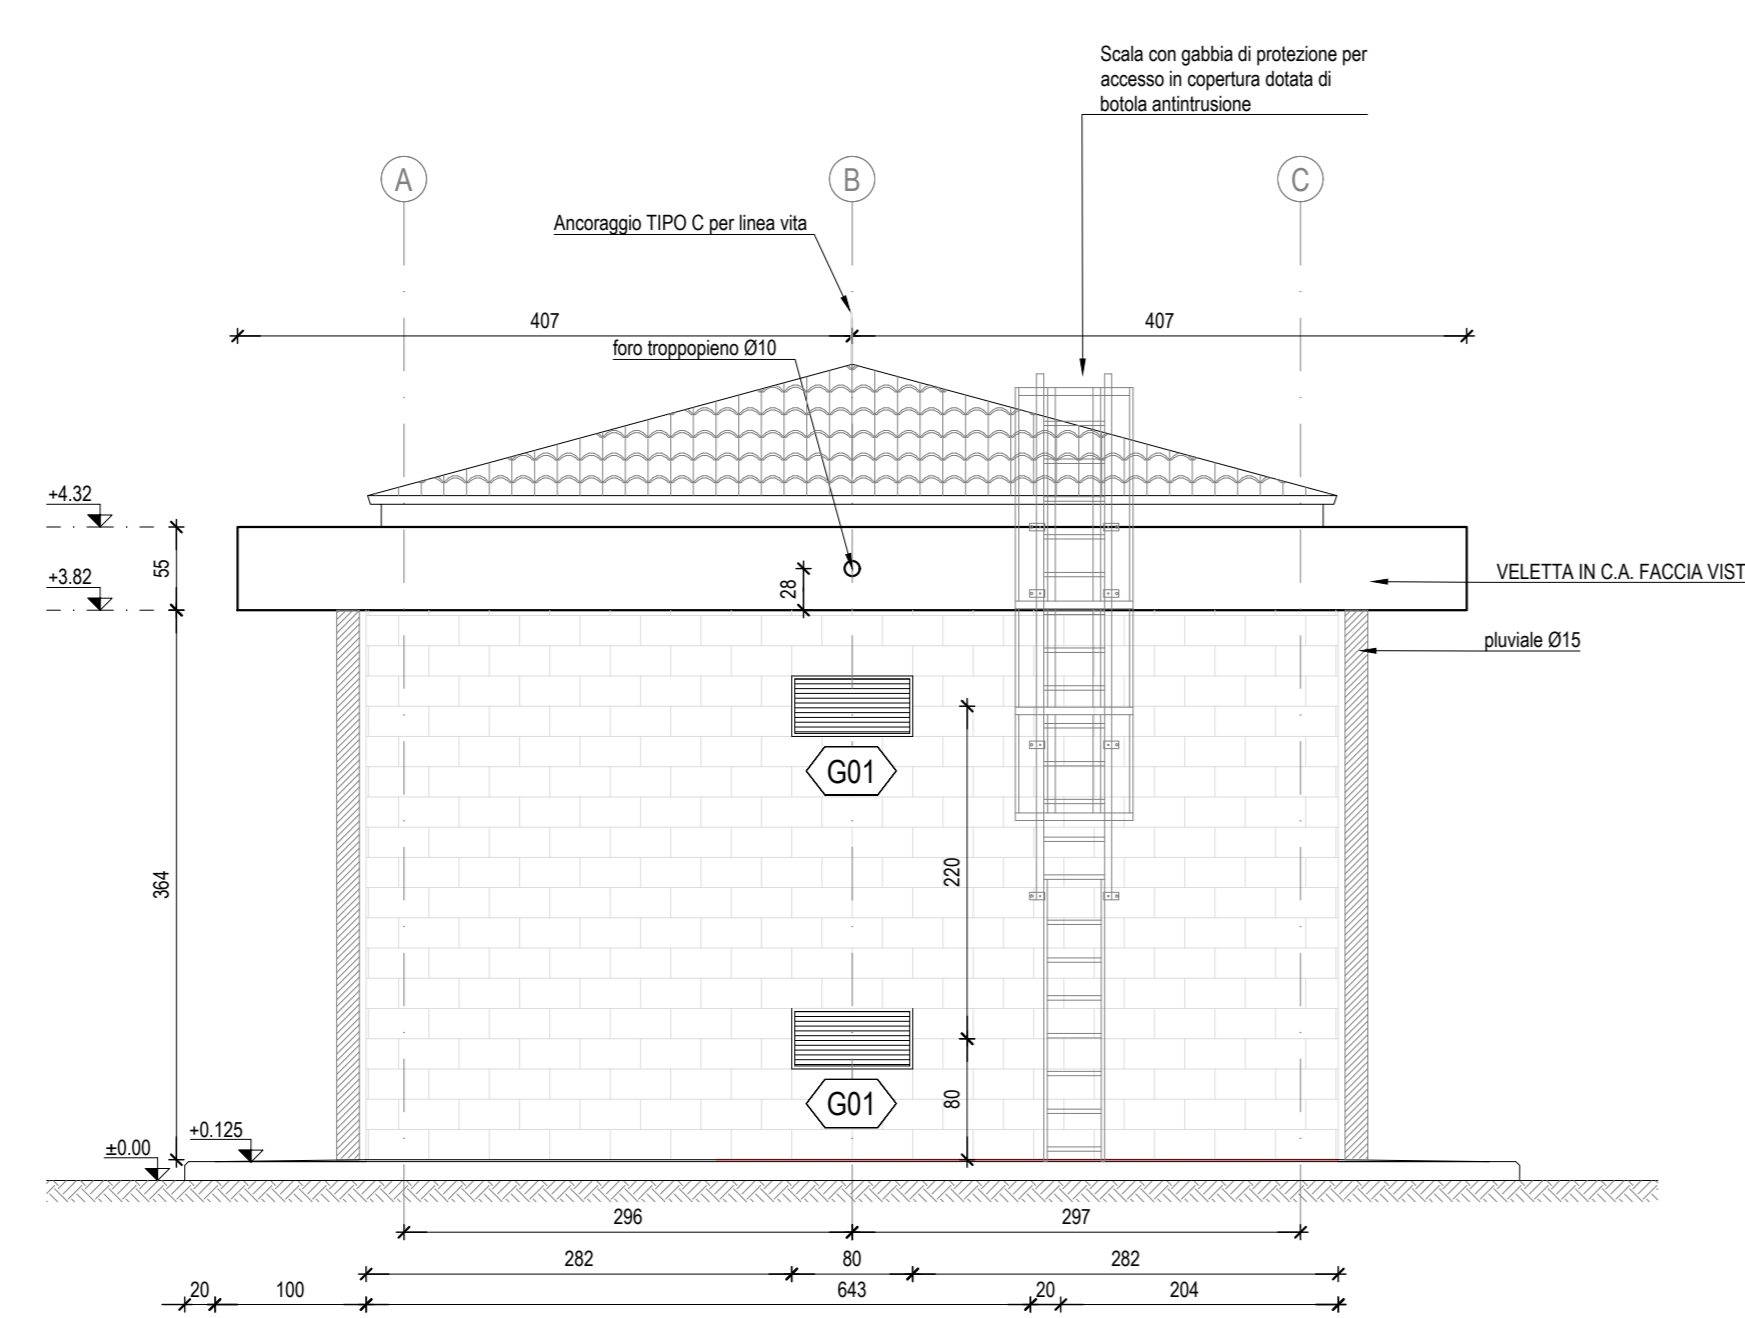 Scala con gabbia di protezione per
accesso in copertura dotata di
botola antintrusione
A
B
C
Ancoraggio TIPO C per linea vita
407
407
foro troppopieno Ø10
+4.32
55
+3.82
28
VELETTA IN C.A. FACCIA VIST
pluviale Ø15
G01
364
220
G01
80
+0.125
±0.00
296
297
282
80
282
20
100
643
20
204